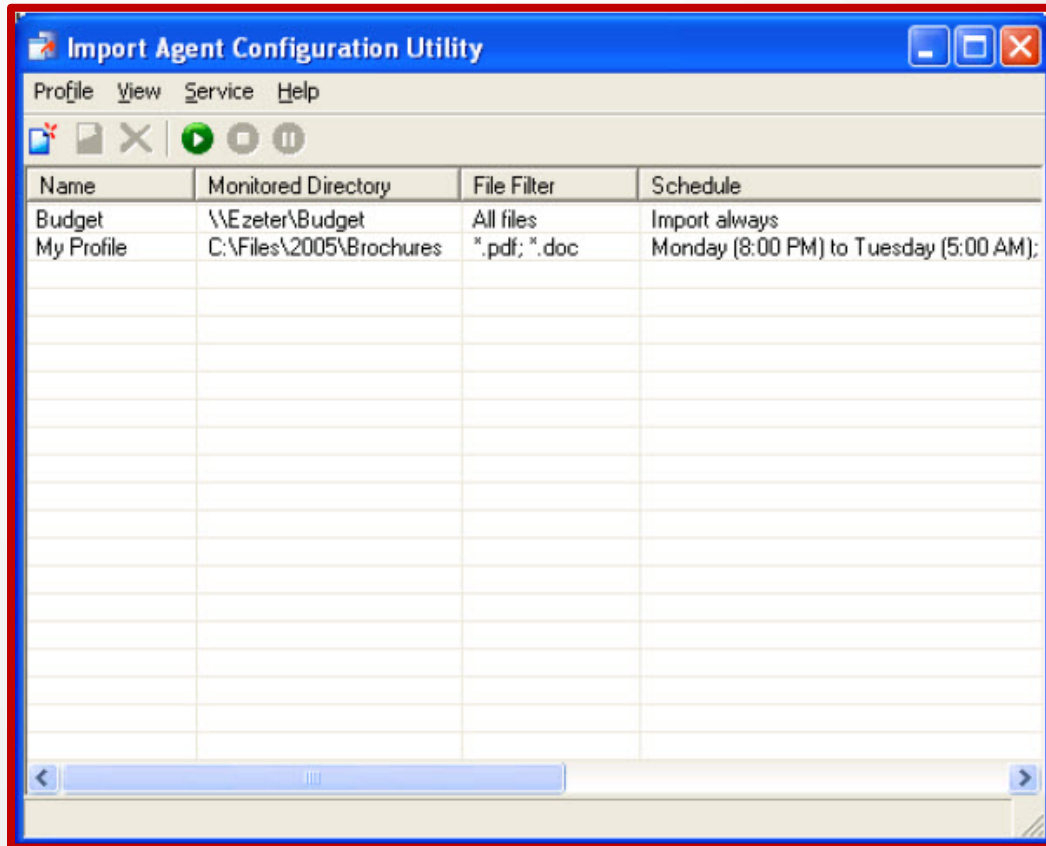 Import Agent Configuration Utility
Profile View Service Help
Name Monitored Directory File Filter Schedule
Budget \\Ezeter\Budget All files Import always
My Profile C:\Files\2005\Brochures *.pdf; *.doc Monday (8:00 PM) to Tuesday (5:00 AM);